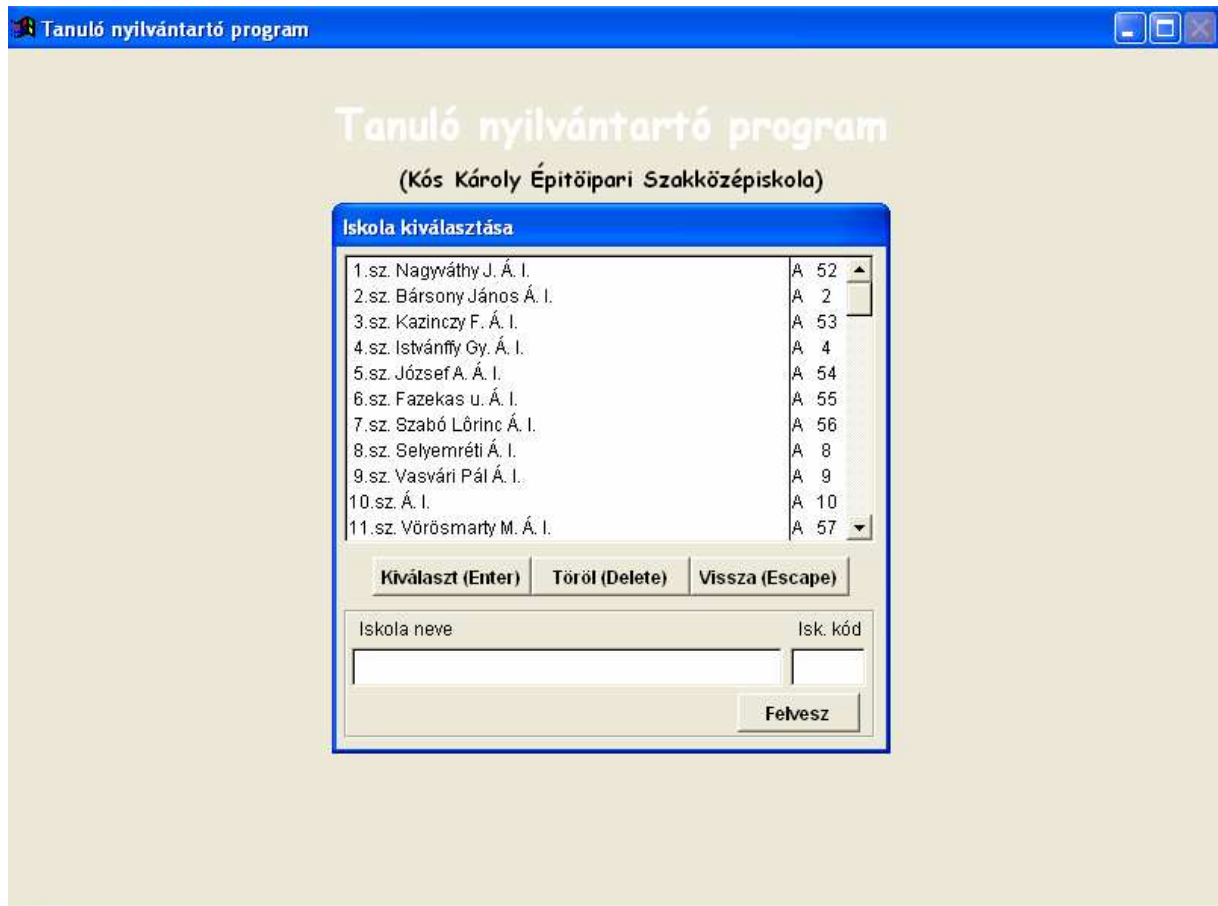 Tanuló nyilvántartó program
Tanuló nyilvántartó program
(Kós Károly Épitöipari Szakközépiskola)
Iskola kiválasztása
1.sz. Nagyváthy J. Á. I. A 52
2.sz. Bársony János Á. I. A 2
3.sz. Kazinczy F. Á. I. A 53
4.sz. Istvánffy Gy. Á. I. A 4
5.sz. József A. Á. I. A 54
6.sz. Fazekas u. Á. I. A 55
7.sz. Szabó Lôrinc Á. I. A 56
8.sz. Selyemréti Á. I. A 8
9.sz. Vasvári Pál Á. I. A 9
10.sz. Á. I. A 10
11.sz. Vörösmarty M. Á. I. A 57
Kiválaszt (Enter) Töröl (Delete) Vissza (Escape)
Iskola neve Isk. kód
Felvesz